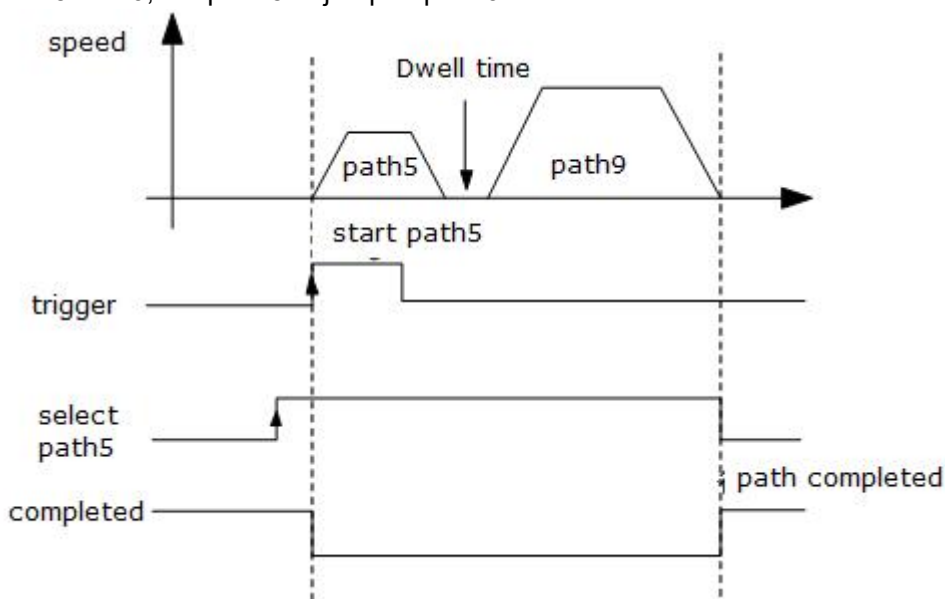 speed
Dwell time
path5
path9
start path5
trigger
select
path5
path completed
completed